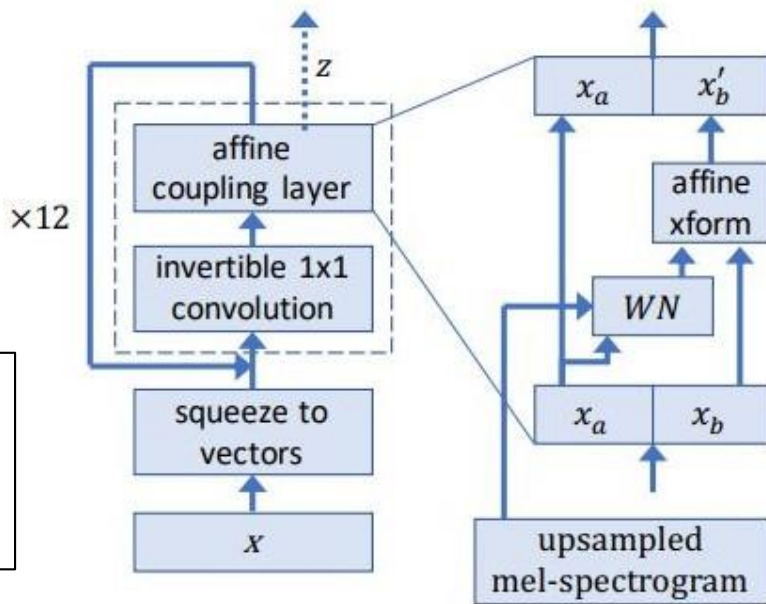 z
affine
coupling layer
×12
invertible 1x1
convolution
squeeze to
vectors
x
x_a x'_b
affine
xform
WN
x_a x_b
upsampled
mel-spectrogram